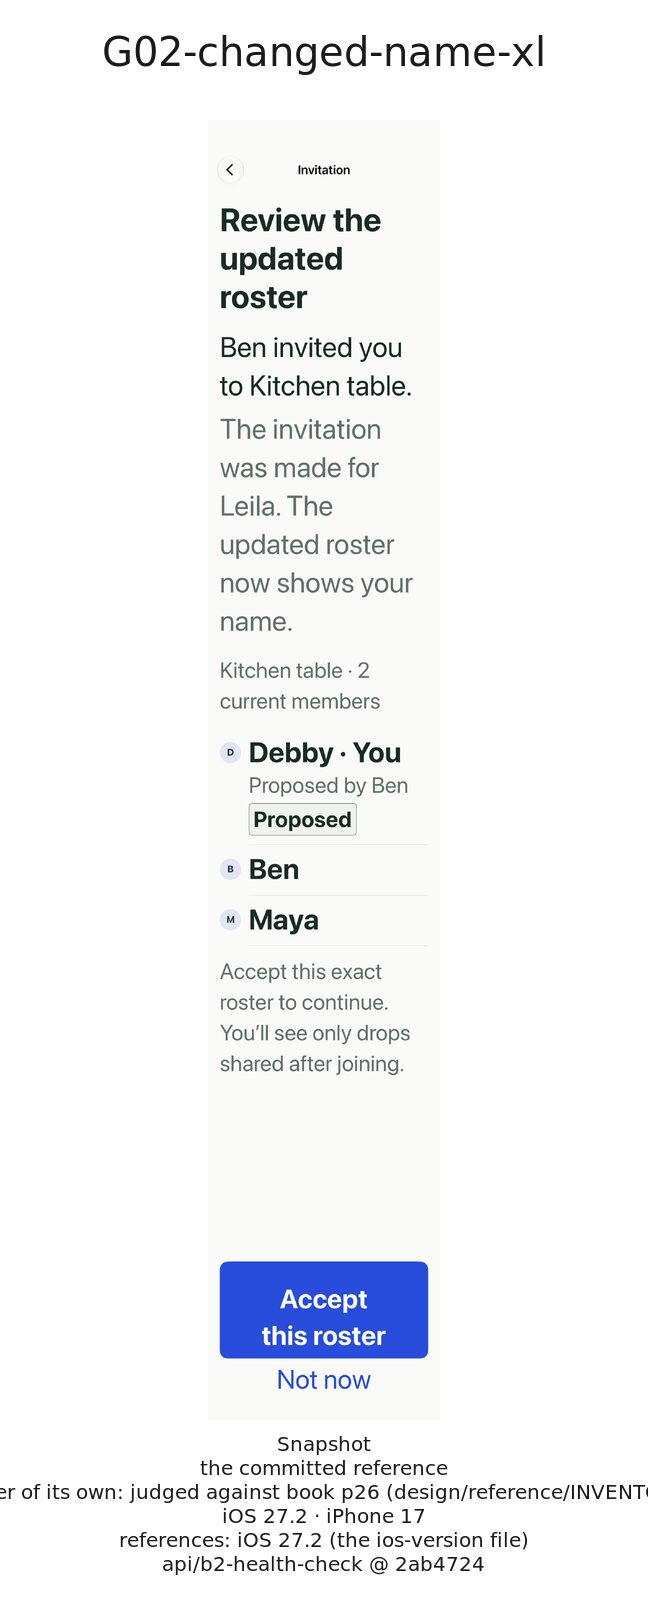 G02-changed-name-xl
Invitation
Review the
updated
roster
Ben invited you
to Kitchen table.
The invitation
was made for
Leila. The
updated roster
now shows your
name.
Kitchen table · 2
current members
D
Debby · You
Proposed by Ben
Proposed
B
Ben
M
Maya
Accept this exact
roster to continue.
You’ll see only drops
shared after joining.
Accept
this roster
Not now
Snapshot
the committed reference
of its own: judged against book p26 (design/reference/
iOS 27.2 · iPhone 17
references: iOS 27.2 (the ios-version file)
api/b2-health-check @ 2ab4724